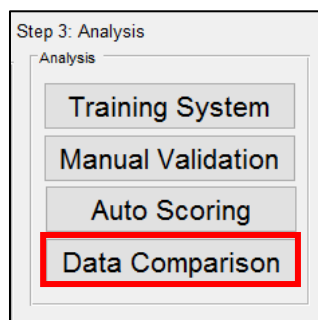 Step 3: Analysis
Analysis
Training System
Manual Validation
Auto Scoring
Data Comparison